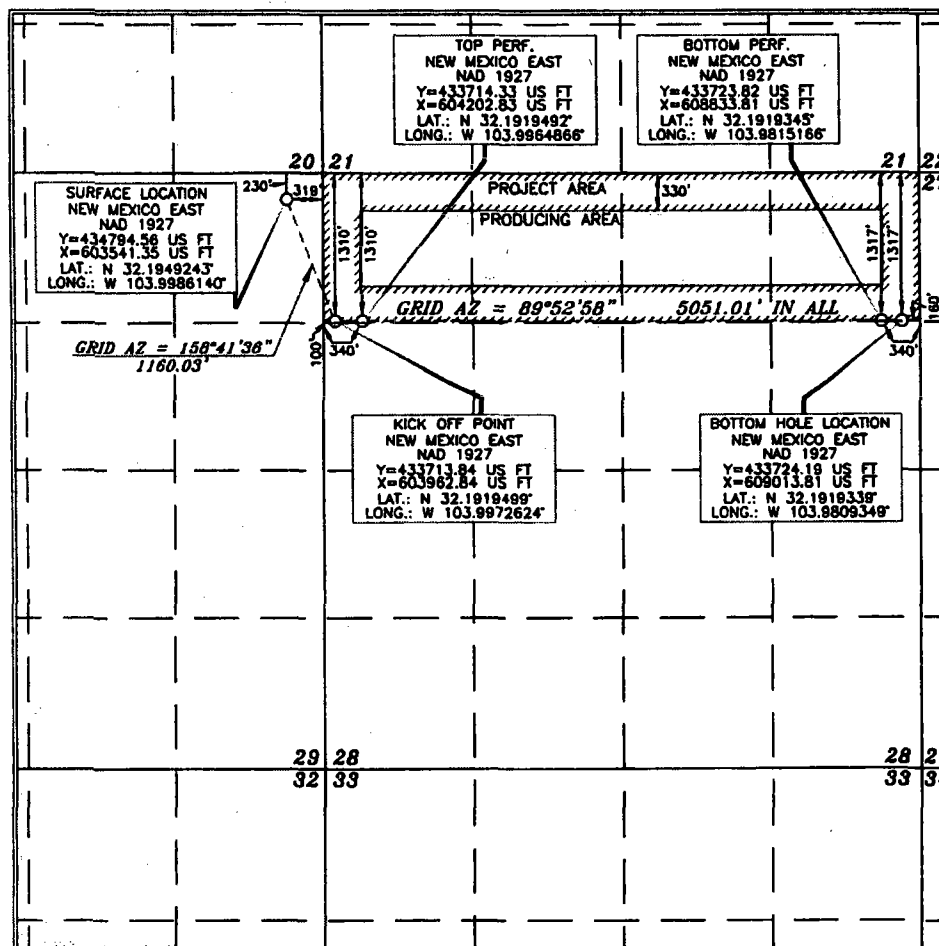 TOP PERF.
NEW MEXICO EAST
NAD 1927
Y=433714.33 US FT
X=604202.83 US FT
LAT.: N 32.1919492°
LONG.: W 103.9964866°
BOTTOM PERF.
NEW MEXICO EAST
NAD 1927
Y=433723.82 US FT
X=608833.81 US FT
LAT.: N 32.1919345°
LONG.: W 103.9815166°
20 21
21 22
SURFACE LOCATION
NEW MEXICO EAST
NAD 1927
Y=434794.56 US FT
X=603541.35 US FT
LAT.: N 32.1949243°
LONG.: W 103.9986140°
230'
319'
PROJECT AREA
330'
PRODUCING AREA
1310'
1310'
1317'
1317'
GRID AZ = 89°52'58" 5051.01' IN ALL
160'
GRID AZ = 158°41'36"
1160.03'
100'
340'
340'
KICK OFF POINT
NEW MEXICO EAST
NAD 1927
Y=433713.84 US FT
X=603962.84 US FT
LAT.: N 32.1919499°
LONG.: W 103.9972624°
BOTTOM HOLE LOCATION
NEW MEXICO EAST
NAD 1927
Y=433724.19 US FT
X=609013.81 US FT
LAT.: N 32.1919339°
LONG.: W 103.9809349°
29 28
32 33
28
33